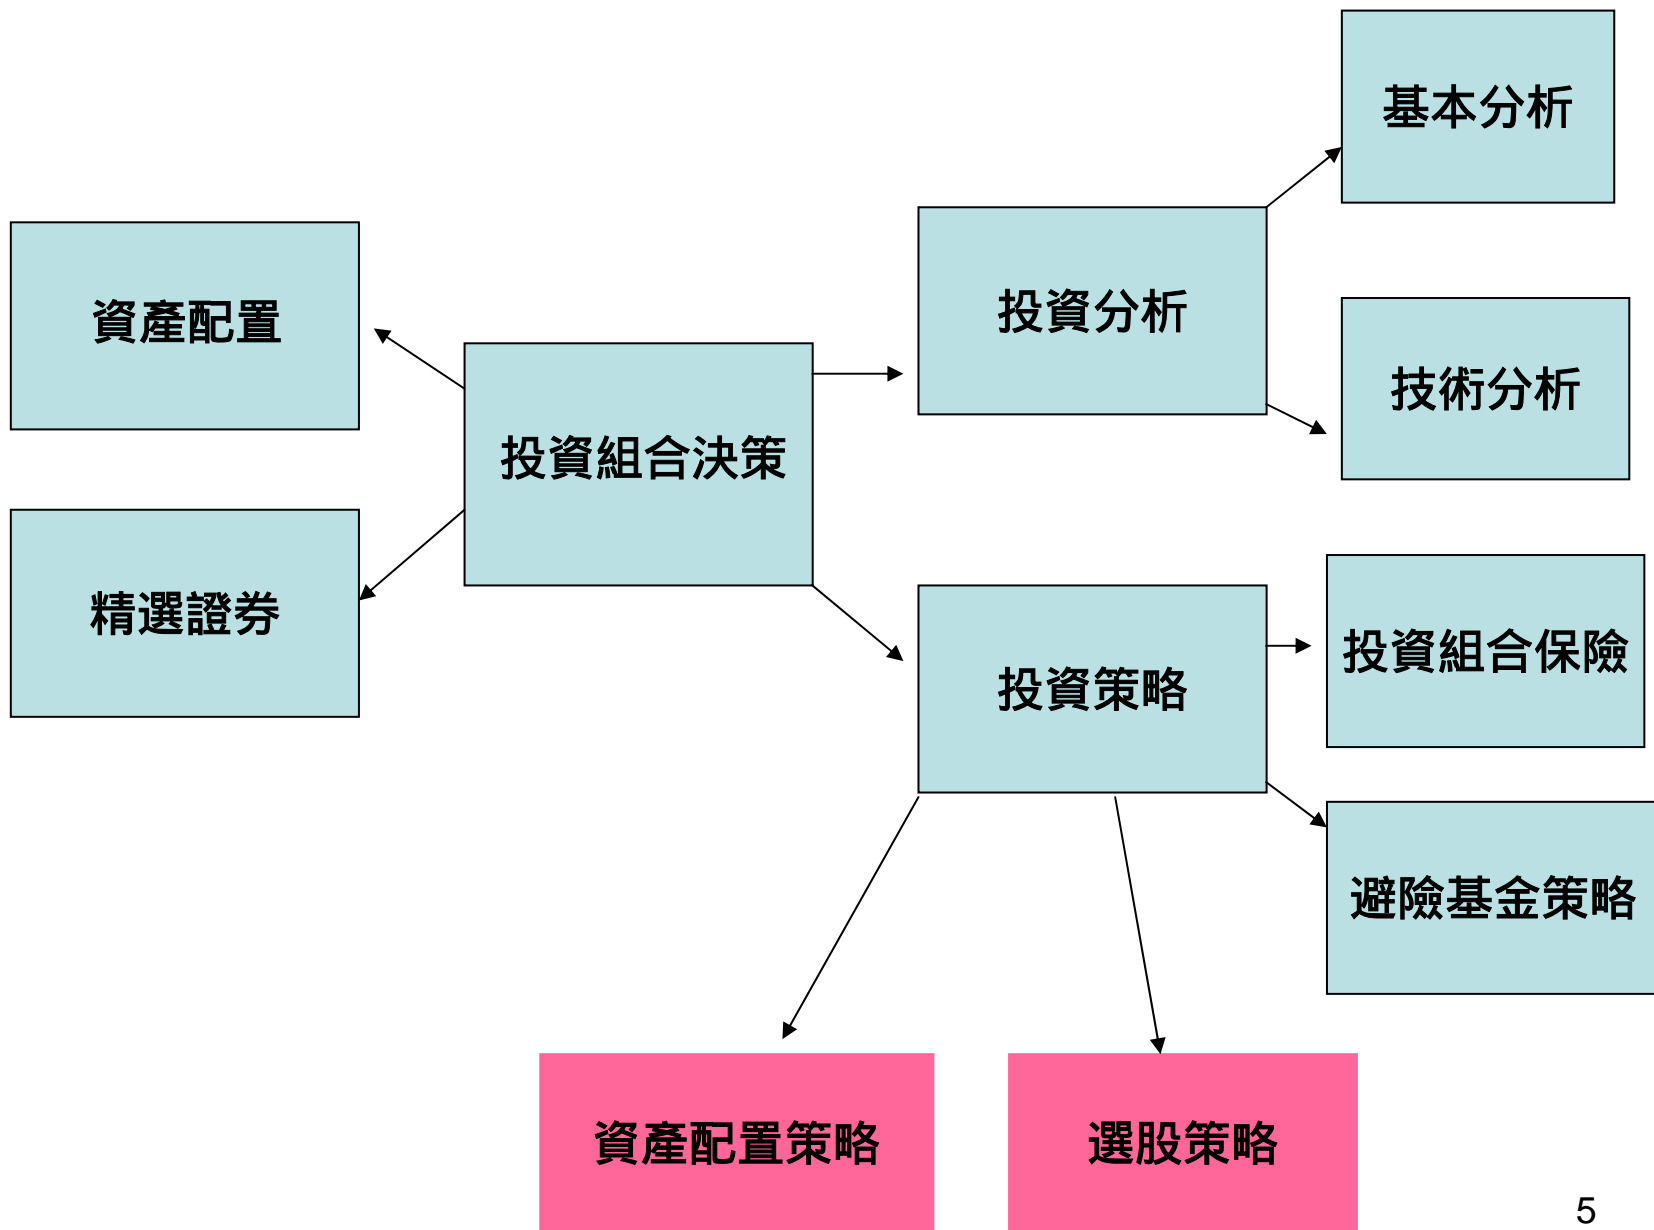 基本分析
資產配置
投資分析
技術分析
投資組合決策
精選證券
投資組合保險
投資策略
避險基金策略
資產配置策略
選股策略
5